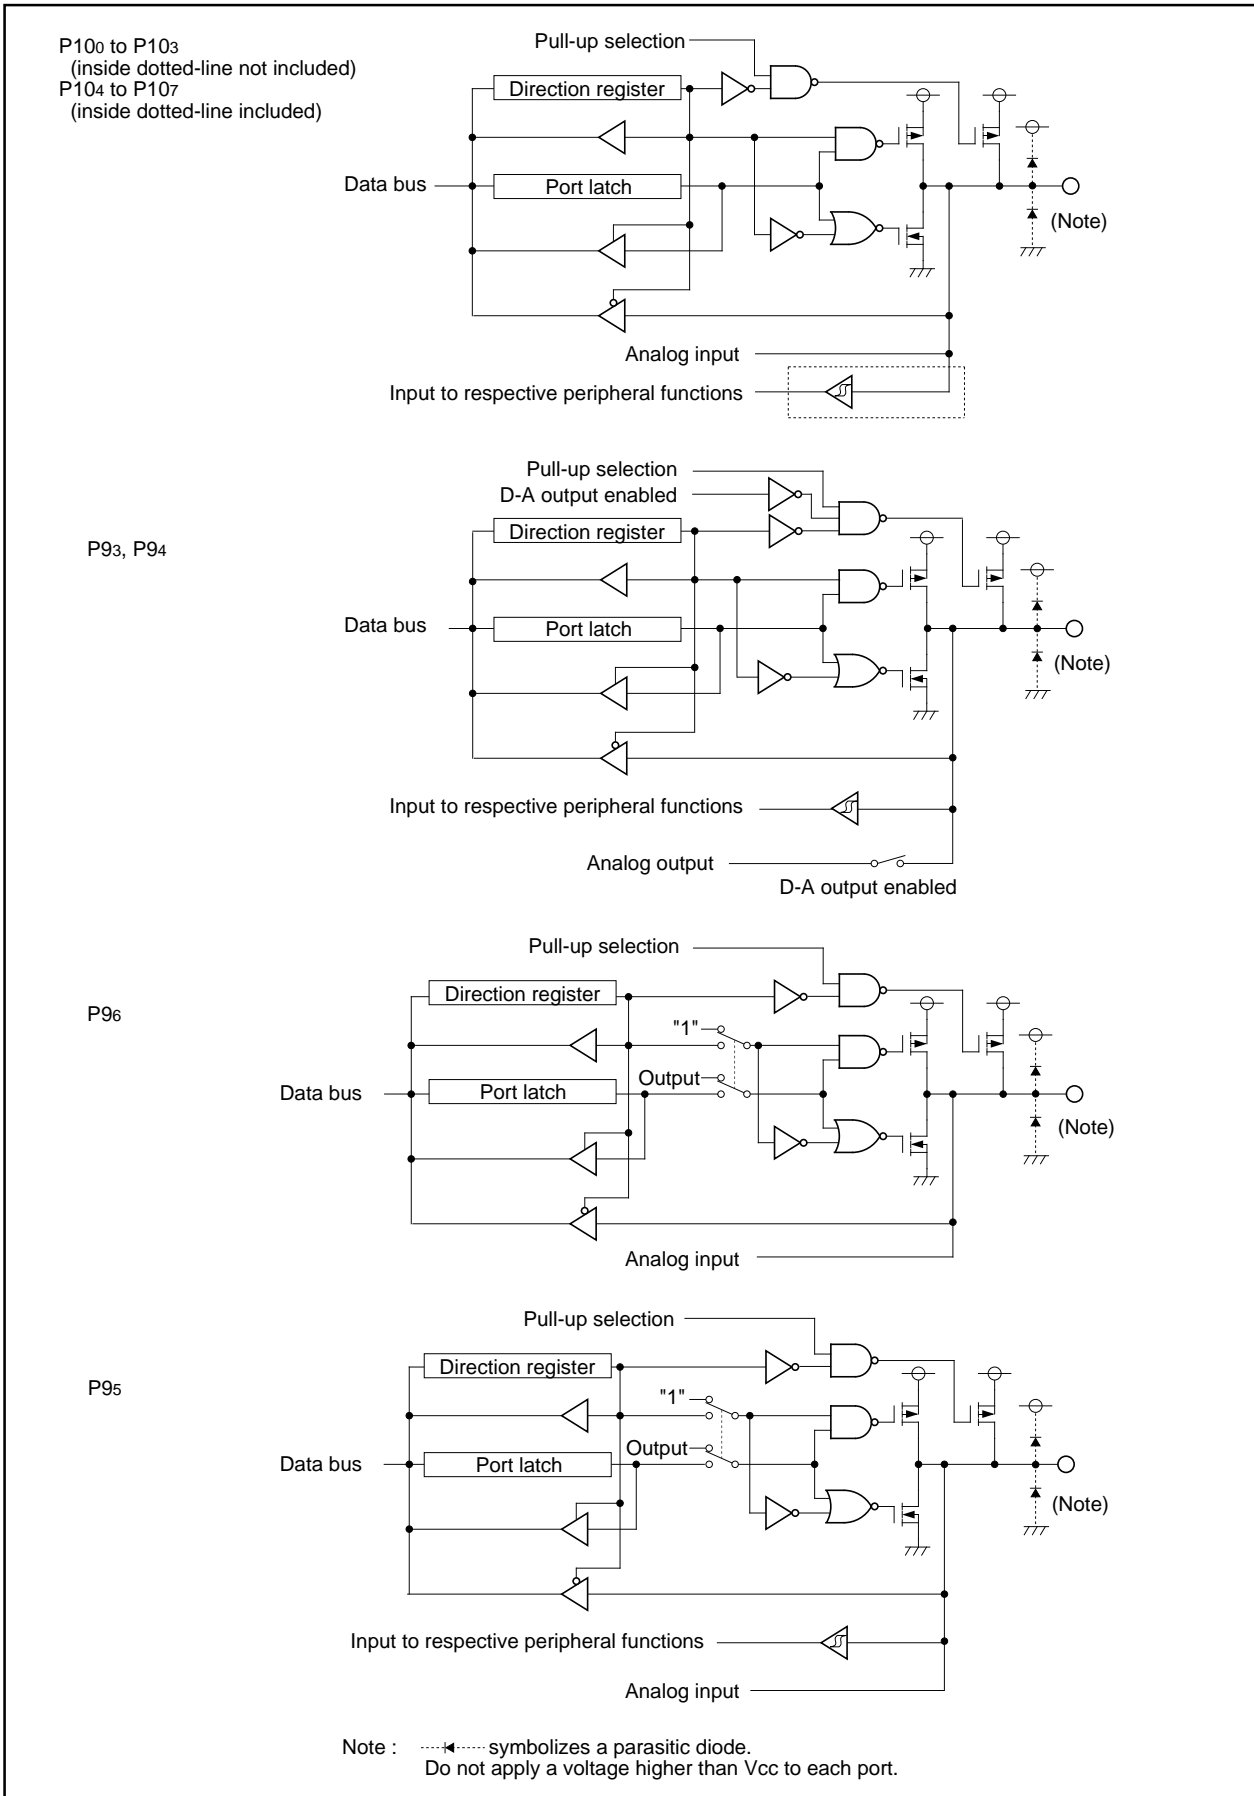 P100 to P103
(inside dotted-line not included)
P104 to P107
(inside dotted-line included)
Pull-up selection
Direction register
Data bus
Port latch
(Note)
Analog input
Input to respective peripheral functions
P93, P94
Pull-up selection
D-A output enabled
Direction register
Data bus
Port latch
(Note)
Input to respective peripheral functions
Analog output
D-A output enabled
P96
Pull-up selection
Direction register
"1"
Output
Data bus
Port latch
(Note)
Analog input
P95
Pull-up selection
Direction register
"1"
Output
Data bus
Port latch
(Note)
Input to respective peripheral functions
Analog input
Note : symbolizes a parasitic diode.
Do not apply a voltage higher than Vcc to each port.